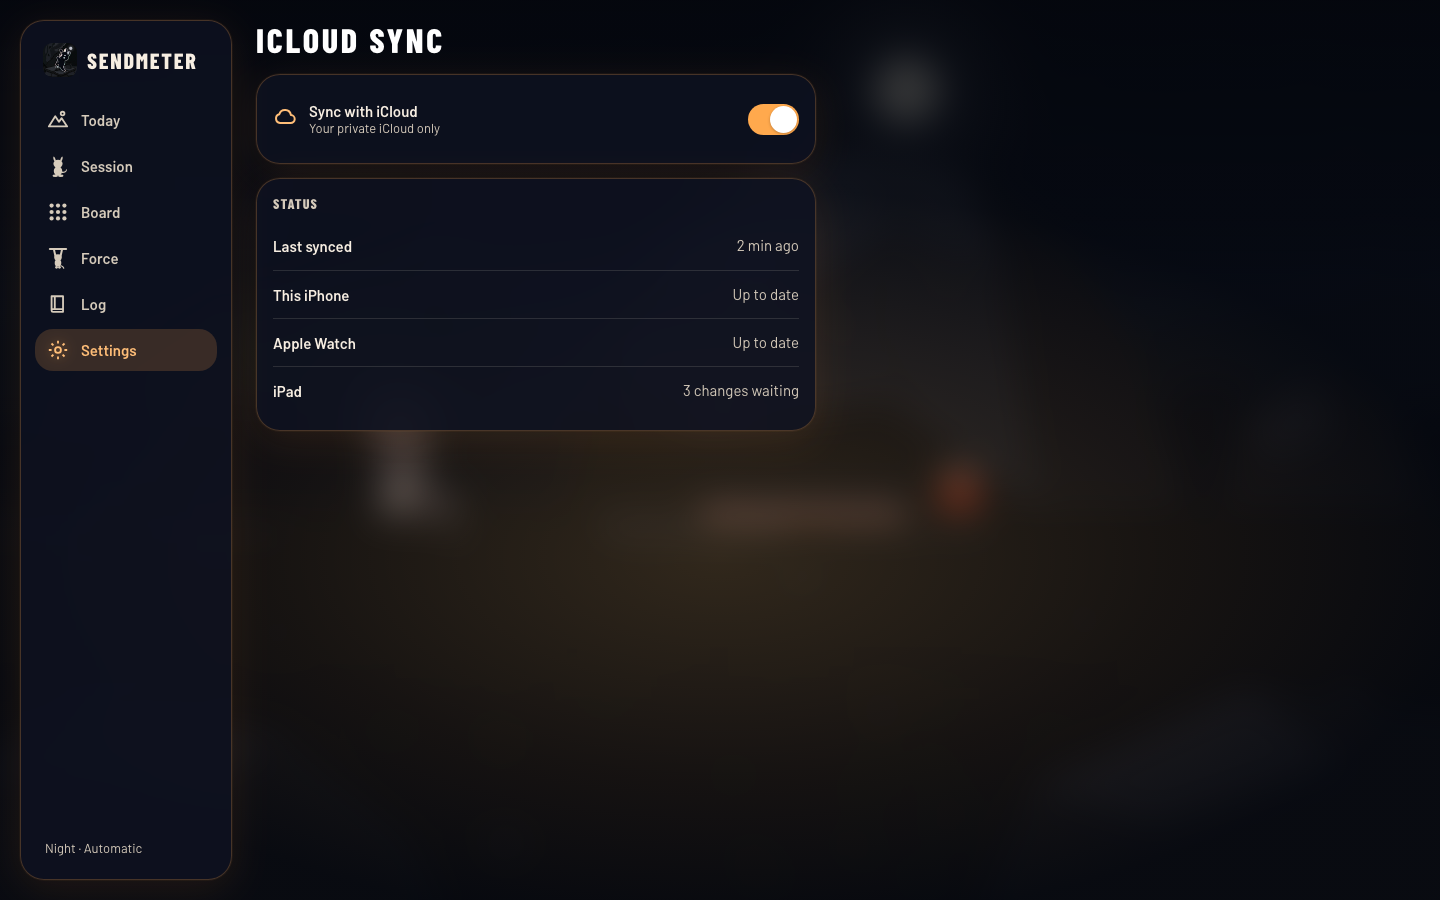 SENDMETER
Today
Session
Board
Force
Log
Settings
Night · Automatic
ICLOUD SYNC
Sync with iCloud
Your private iCloud only
STATUS
Last synced 2 min ago
This iPhone Up to date
Apple Watch Up to date
iPad 3 changes waiting